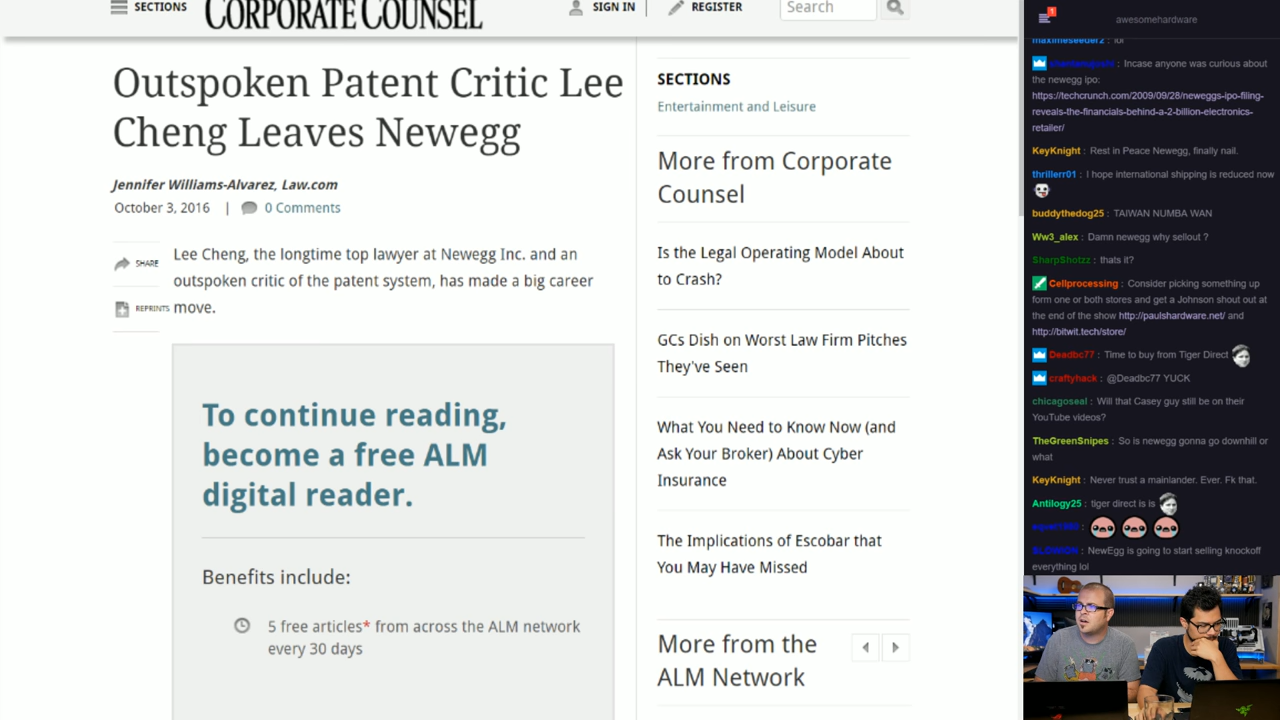 SECTIONS
CORPORATE COUNSEL
SIGN IN
REGISTER
Search
Outspoken Patent Critic Lee
Cheng Leaves Newegg
Jennifer Williams-Alvarez, Law.com
October 3, 2016 | 0 Comments
SHARE
REPRINTS
Lee Cheng, the longtime top lawyer at Newegg Inc. and an
outspoken critic of the patent system, has made a big career
move.
To continue reading,
become a free ALM
digital reader.
Benefits include:
5 free articles* from across the ALM network
every 30 days
SECTIONS
Entertainment and Leisure
More from Corporate
Counsel
Is the Legal Operating Model About
to Crash?
GCs Dish on Worst Law Firm Pitches
They've Seen
What You Need to Know Now (and
Ask Your Broker) About Cyber
Insurance
The Implications of Escobar that
You May Have Missed
More from the
ALM Network
1
awesomehardware
maximeseeder2 : lol
: Incase anyone was curious about
the newegg ipo:
https://techcrunch.com/2009/09/28/neweggs-ipo-filing-
reveals-the-financials-behind-a-2-billion-electronics-
retailer/
KeyKnight : Rest in Peace Newegg, finally nail.
thrillerr01 : I hope international shipping is reduced now
buddythedog25 : TAIWAN NUMBA WAN
Ww3_alex : Damn newegg why sellout ?
SharpShotzz : thats it?
Cellprocessing : Consider picking something up
form one or both stores and get a Johnson shout out at
the end of the show http://paulshardware.net/ and
http://bitwit.tech/store/
Deadbc77 : Time to buy from Tiger Direct
craftyhack : @Deadbc77 YUCK
chicagoseal : Will that Casey guy still be on their
YouTube videos?
TheGreenSnipes : So is newegg gonna go downhill or
what
KeyKnight : Never trust a mainlander. Ever. Fk that.
Antilogy25 : tiger direct is is
: NewEgg is going to start selling knockoff
everything lol